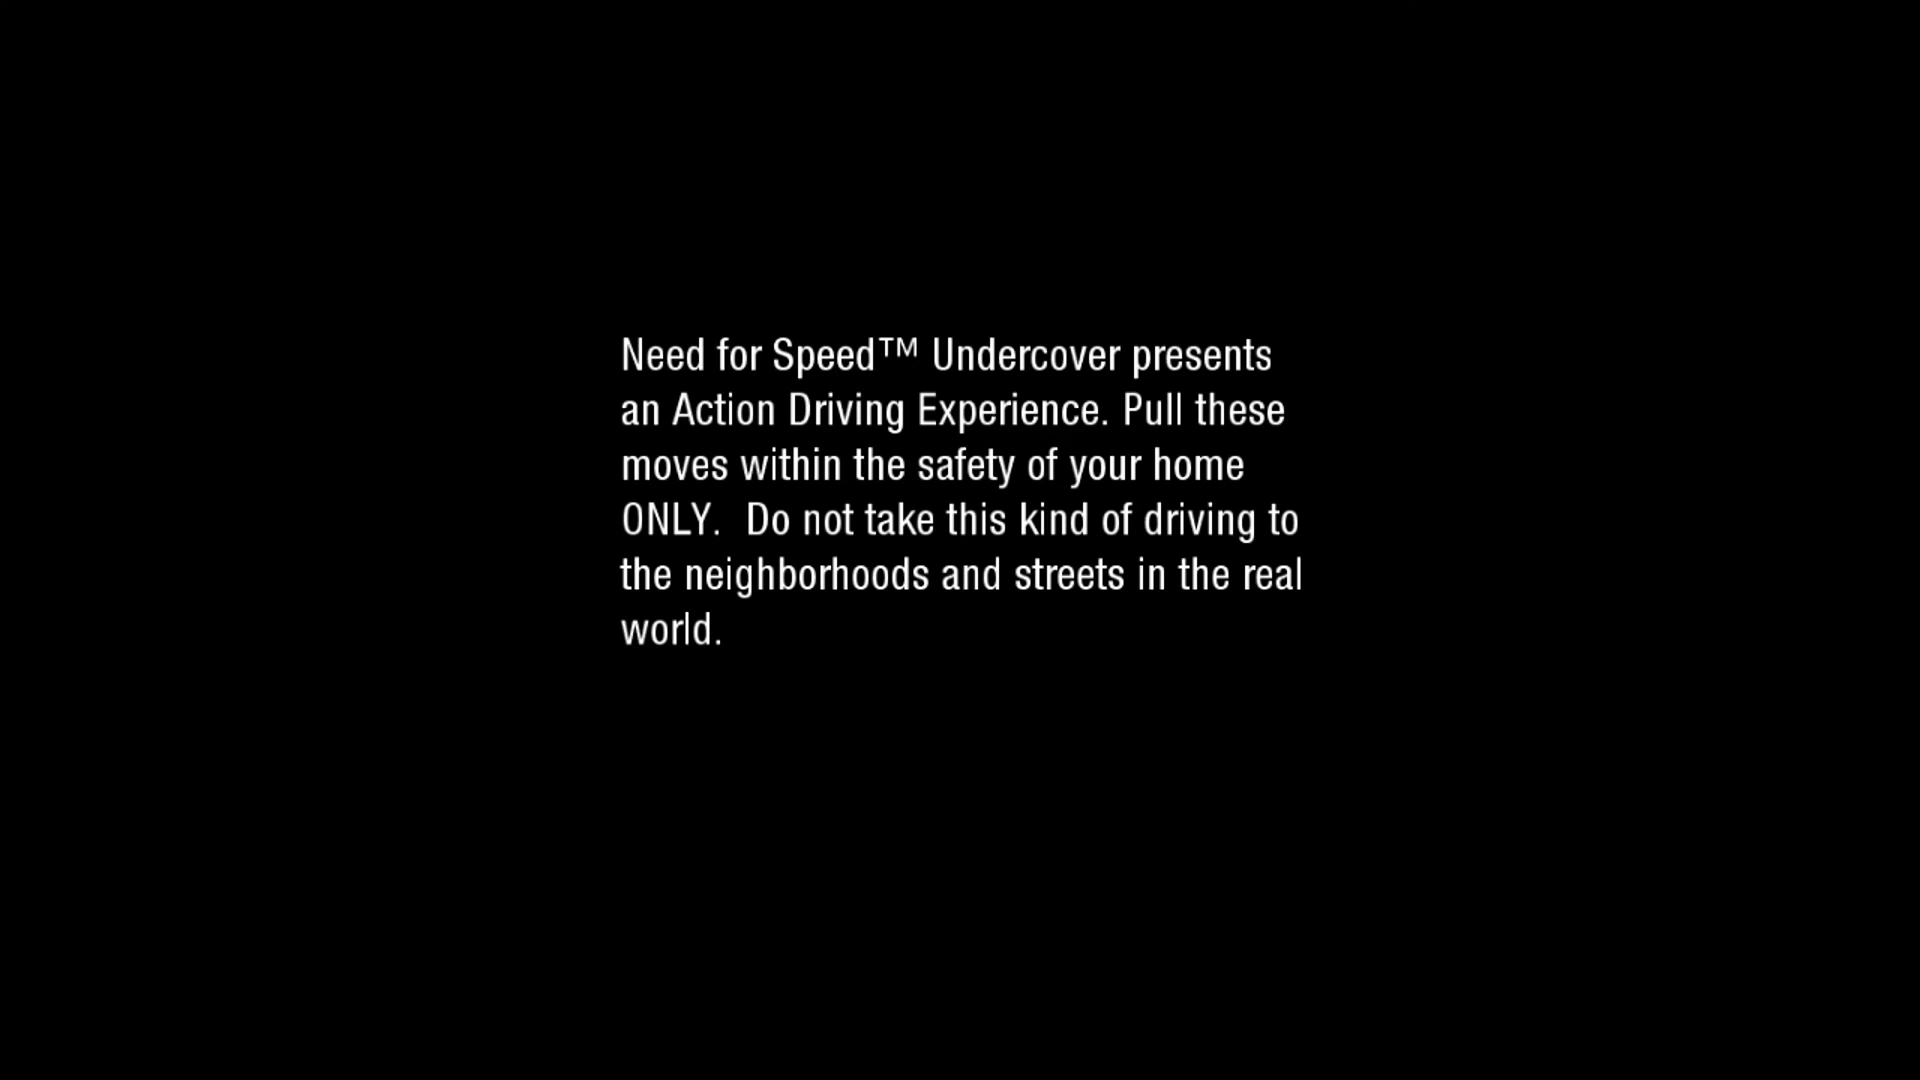 Need for Speed™ Undercover presents
an Action Driving Experience. Pull these
moves within the safety of your home
ONLY.  Do not take this kind of driving to
the neighborhoods and streets in the real
world.